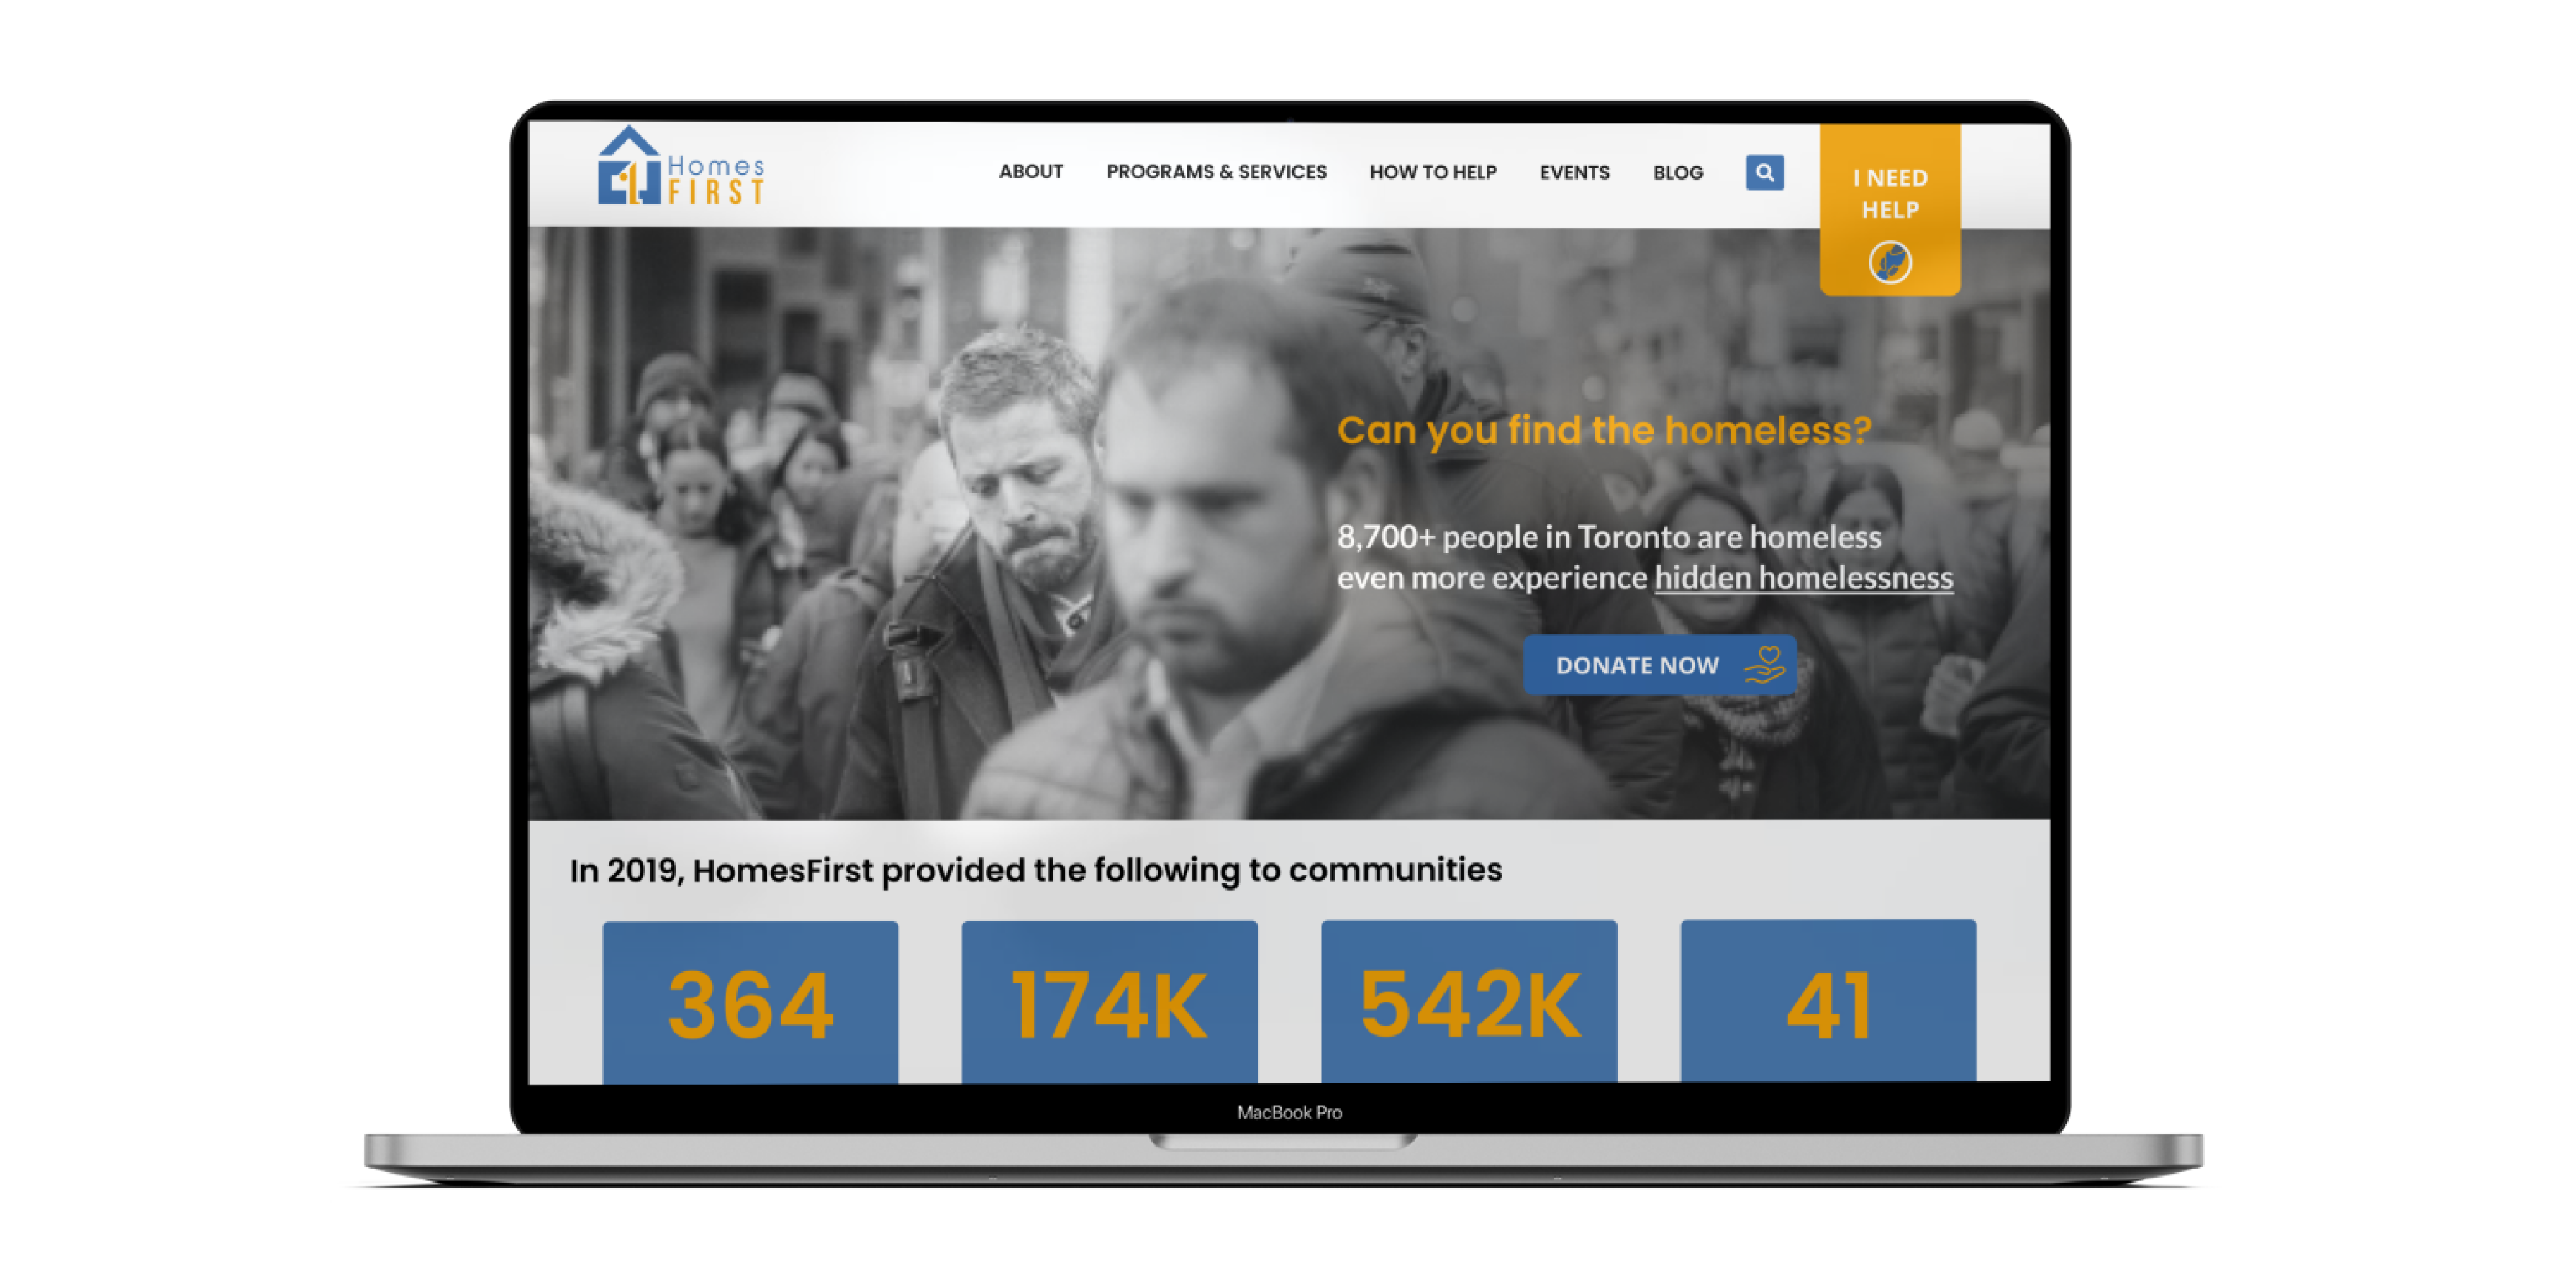 Homes
FIRST
ABOUT
PROGRAMS & SERVICES
HOW TO HELP
EVENTS
BLOG
I NEED
HELP
Can you find the homeless?
8,700+ people in Toronto are homeless
even more experience hidden homelessness
DONATE NOW
In 2019, HomesFirst provided the following to communities
364
174K
542K
41
MacBook Pro